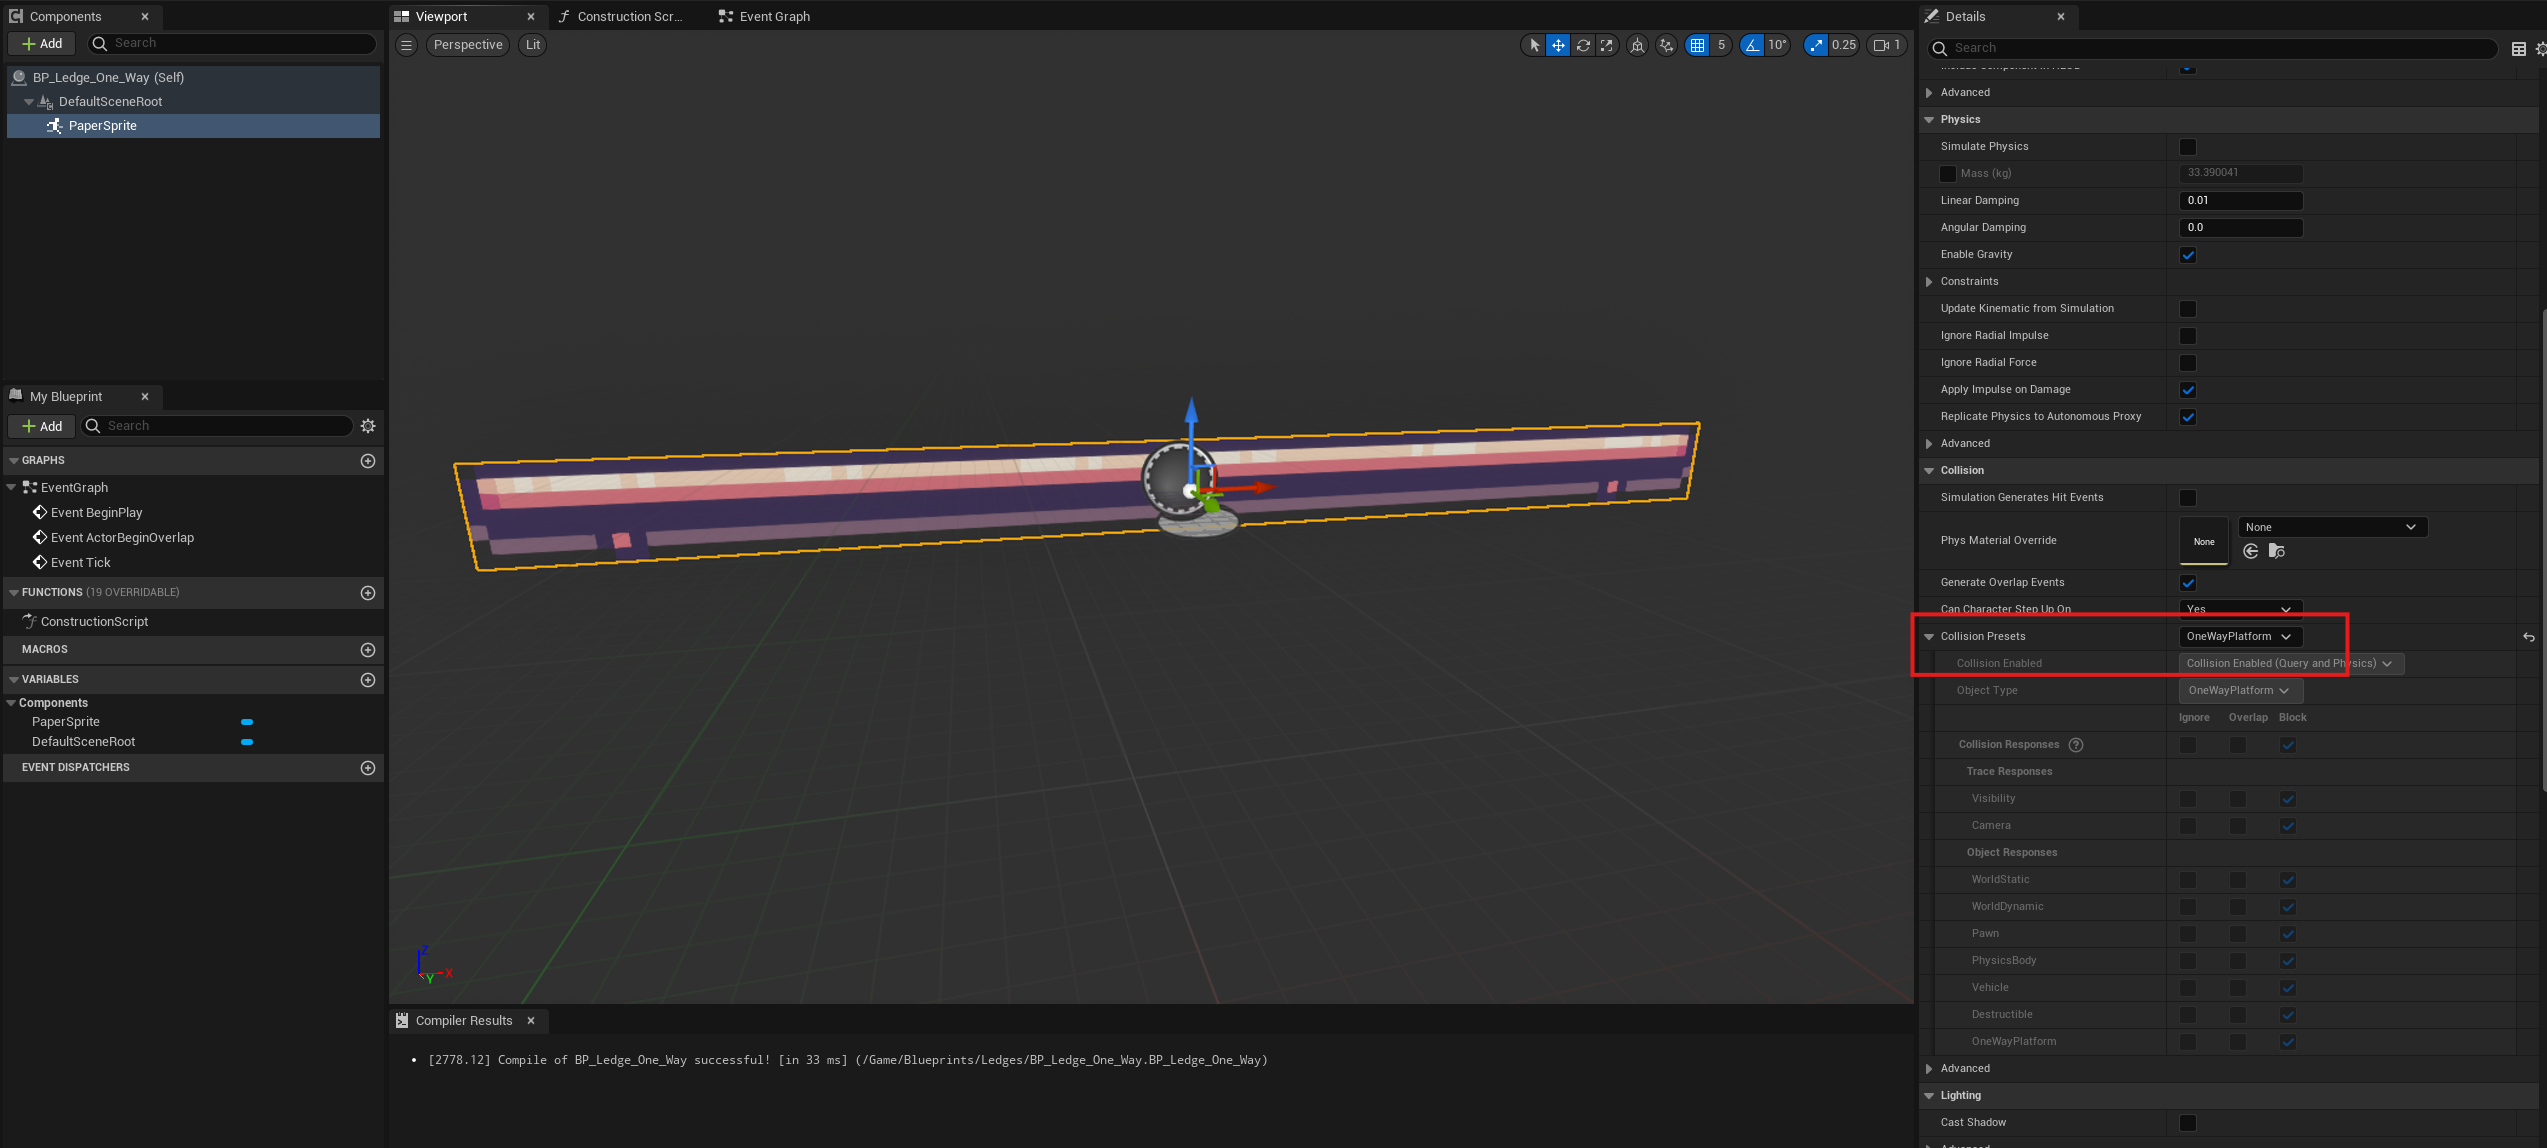 Components
Add
Search
BP_Ledge_One_Way (Self)
DefaultSceneRoot
PaperSprite
My Blueprint
Add
Search
GRAPHS
EventGraph
Event BeginPlay
Event ActorBeginOverlap
Event Tick
FUNCTIONS (19 OVERRIDABLE)
ConstructionScript
MACROS
VARIABLES
Components
PaperSprite
DefaultSceneRoot
EVENT DISPATCHERS
Viewport
Construction Scr...
Event Graph
Perspective
Lit
5
10°
0.25
1
Z
X
Y
Compiler Results
[2778.12] Compile of BP_Ledge_One_Way successful! [in 33 ms] (/Game/Blueprints/Ledges/BP_Ledge_One_Way.BP_Ledge_One_Way)
Details
Search
Advanced
Physics
Simulate Physics
Mass (kg) 33.390041
Linear Damping 0.01
Angular Damping 0.0
Enable Gravity
Constraints
Update Kinematic from Simulation
Ignore Radial Impulse
Ignore Radial Force
Apply Impulse on Damage
Replicate Physics to Autonomous Proxy
Advanced
Collision
Simulation Generates Hit Events
None
Phys Material Override None
Generate Overlap Events
Can Character Step Up On Yes
Collision Presets OneWayPlatform
Collision Enabled Collision Enabled (Query and Physics)
Object Type OneWayPlatform
Ignore Overlap Block
Collision Responses ?
Trace Responses
Visibility
Camera
Object Responses
WorldStatic
WorldDynamic
Pawn
PhysicsBody
Vehicle
Destructible
OneWayPlatform
Advanced
Lighting
Cast Shadow